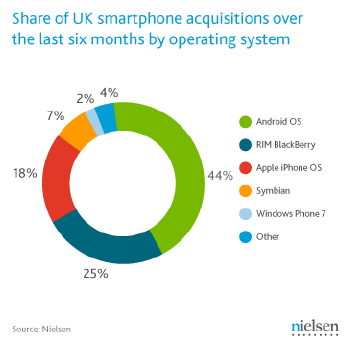 Share of UK smartphone acquisitions over
the last six months by operating system
4%
2%
7%
18%
44%
25%
Android OS
RIM BlackBerry
Apple iPhone OS
Symbian
Windows Phone 7
Other
Source: Nielsen
nielsen